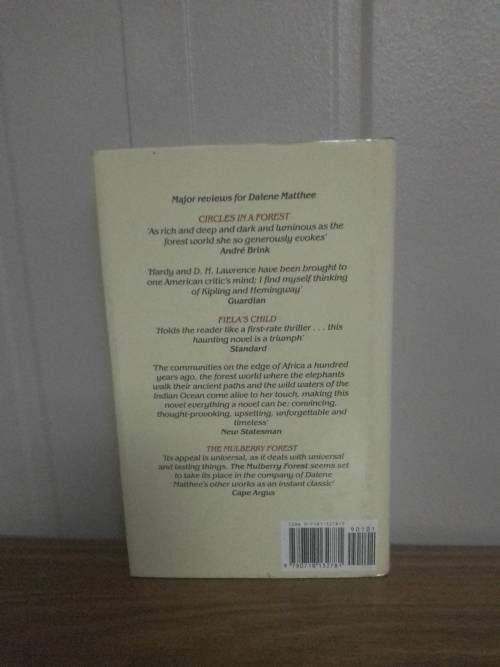 Major reviews for Dalene Matthee
CIRCLES IN A FOREST
'As rich and deep and dark and luminous as the
forest world she so generously evokes'
André Brink
'Hardy and D. H. Lawrence have been brought to
one American critic's mind; I find myself thinking
of Kipling and Hemingway'
Guardian
FIELA'S CHILD
'Holds the reader like a first-rate thriller . . . this
haunting novel is a triumph'
Standard
'The communities on the edge of Africa a hundred
years ago, the forest world where the elephants
walk their ancient paths and the wild waters of the
Indian Ocean come alive to her touch, making this
novel everything a novel can be: convincing,
thought-provoking, upsetting, unforgettable and
timeless'
New Statesman
THE MULBERRY FOREST
'Its appeal is universal, as it deals with universal
and lasting things. The Mulberry Forest seems set
to take its place in the company of Dalene
Matthee's other works as an instant classic'
Cape Argus
ISBN
90101
9 780718 132781